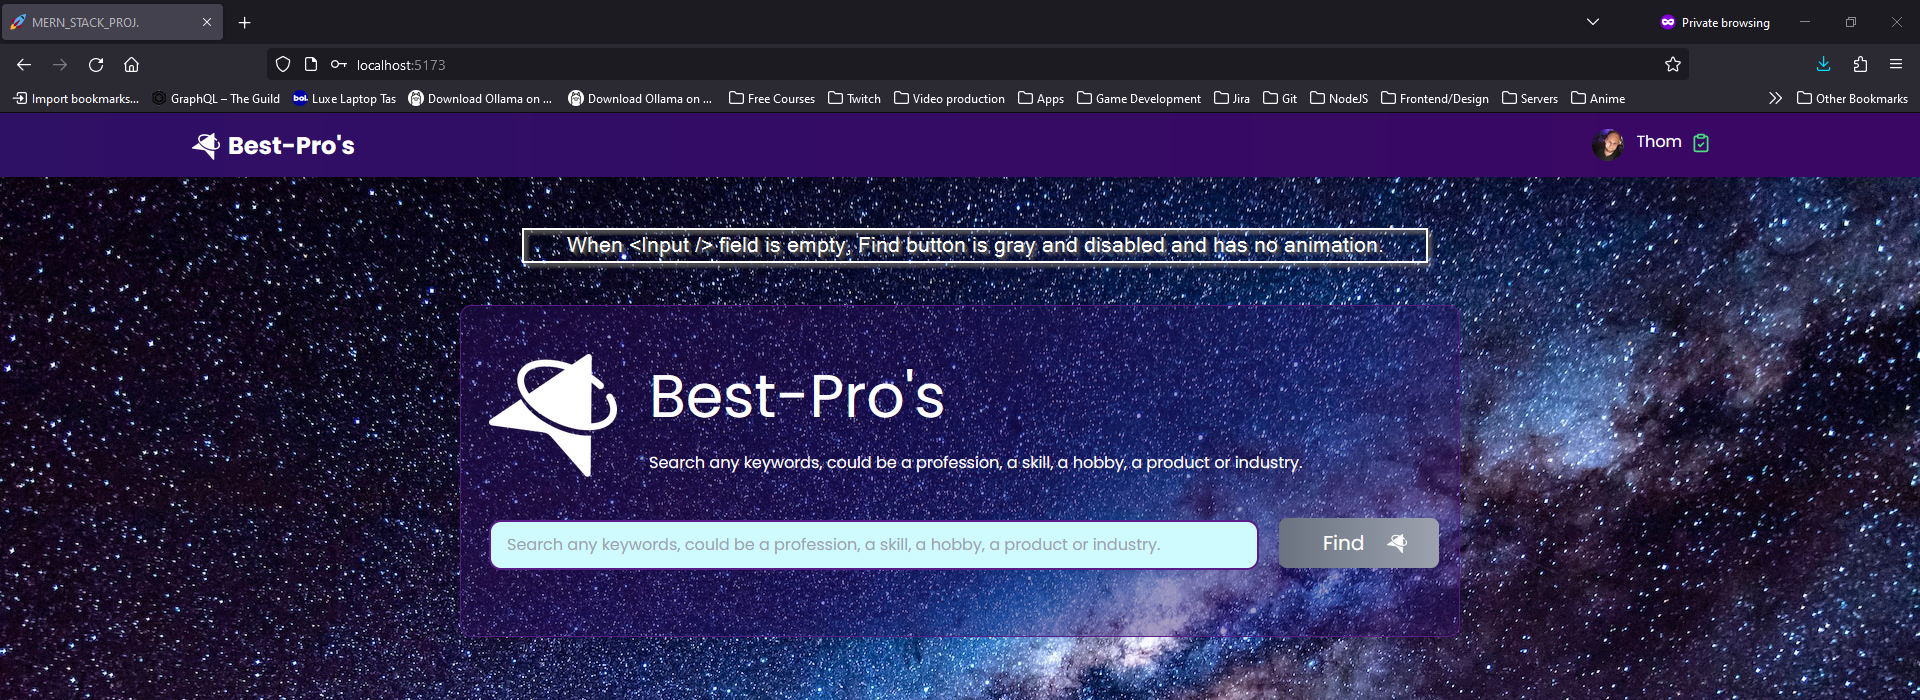 MERN_STACK_PROJ.
Private browsing
localhost:5173
Import bookmarks... GraphQL – The Guild bol. Luxe Laptop Tas Download Ollama on ... Download Ollama on ... Free Courses Twitch Video production Apps Game Development Jira Git NodeJS Frontend/Design Servers Anime Other Bookmarks
Best-Pro's Thom
When <Input /> field is empty, Find button is gray and disabled and has no animation.
Best-Pro's
Search any keywords, could be a profession, a skill, a hobby, a product or industry.
Search any keywords, could be a profession, a skill, a hobby, a product or industry. Find